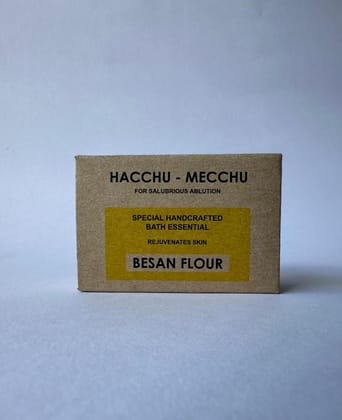 HACCHU - MECCHU
FOR SALUBRIOUS ABLUTION
SPECIAL HANDCRAFTED
BATH ESSENTIAL
REJUVENATES SKIN
BESAN FLOUR